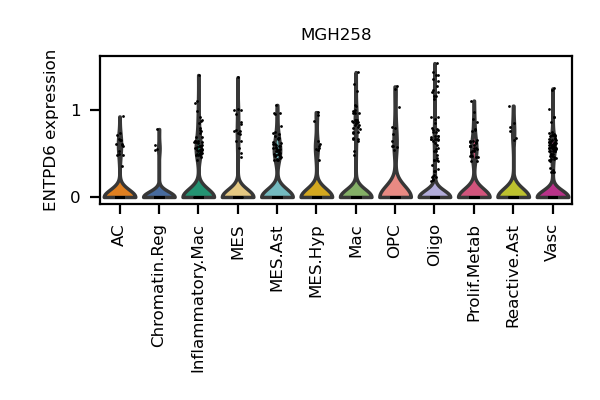 MGH258
ENTPD6 expression
1
0
AC
Chromatin.Reg
Inflammatory.Mac
MES
MES.Ast
MES.Hyp
Mac
OPC
Oligo
Prolif.Metab
Reactive.Ast
Vasc